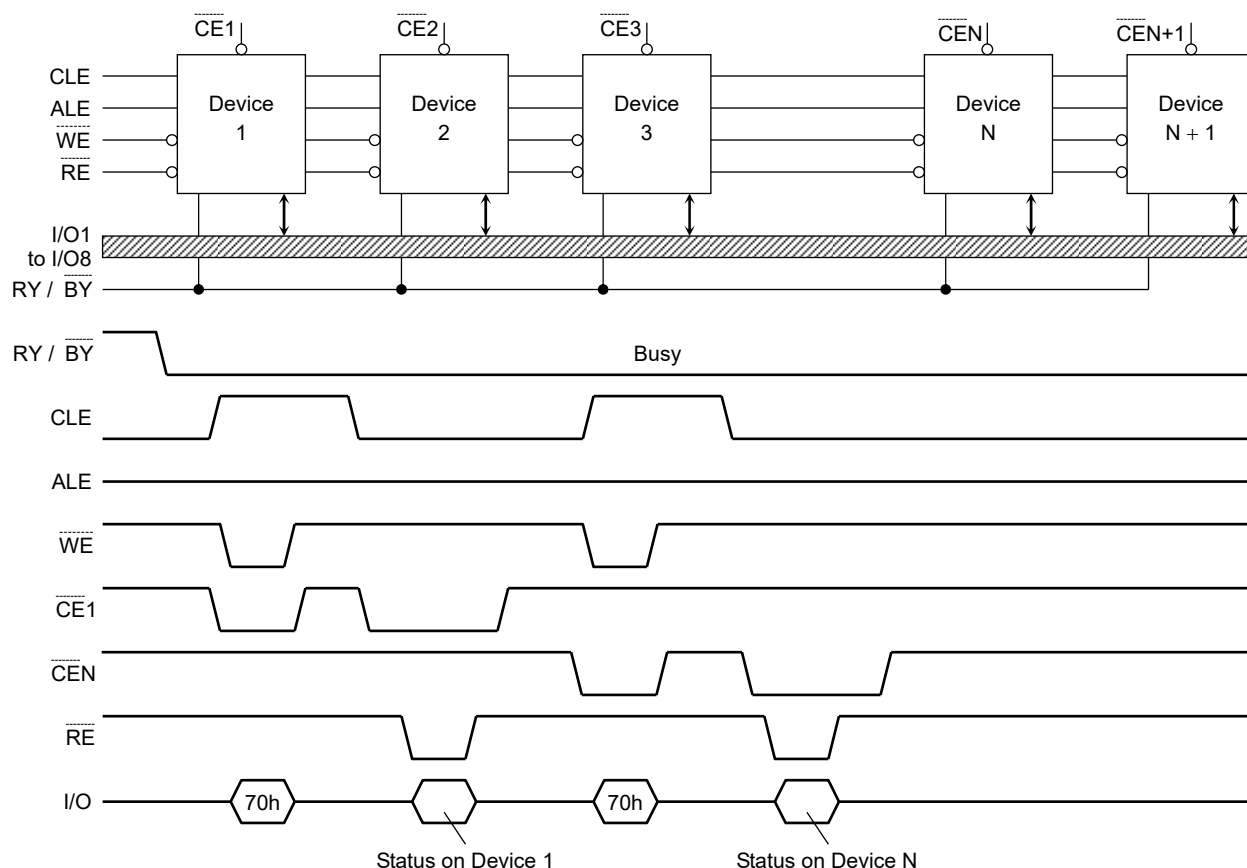 CE1 CE2 CE3 CEN CEN+1
CLE
ALE
WE
RE
Device 1
Device 2
Device 3
Device N
Device N + 1
I/O1 to I/O8
RY / BY
RY / BY
Busy
CLE
ALE
WE
CE1
CEN
RE
I/O
70h
70h
Status on Device 1
Status on Device N